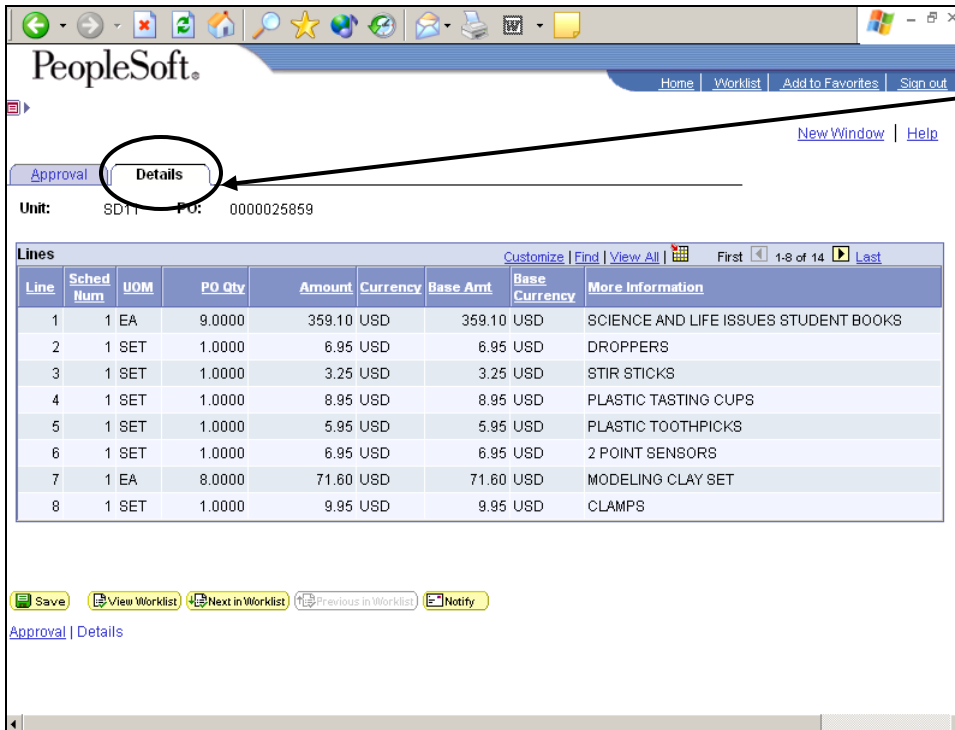 PeopleSoft®
Home | Worklist | Add to Favorites | Sign out
New Window | Help
Approval Details
Unit: SD11 PO: 0000025859
Lines Customize | Find | View All | First 1-8 of 14 Last
Line Sched Num UOM PO Qty Amount Currency Base Amt Base Currency More Information
1 1 EA 9.0000 359.10 USD 359.10 USD SCIENCE AND LIFE ISSUES STUDENT BOOKS
2 1 SET 1.0000 6.95 USD 6.95 USD DROPPERS
3 1 SET 1.0000 3.25 USD 3.25 USD STIR STICKS
4 1 SET 1.0000 8.95 USD 8.95 USD PLASTIC TASTING CUPS
5 1 SET 1.0000 5.95 USD 5.95 USD PLASTIC TOOTHPICKS
6 1 SET 1.0000 6.95 USD 6.95 USD 2 POINT SENSORS
7 1 EA 8.0000 71.60 USD 71.60 USD MODELING CLAY SET
8 1 SET 1.0000 9.95 USD 9.95 USD CLAMPS
Save View Worklist Next in Worklist Previous in Worklist Notify
Approval | Details